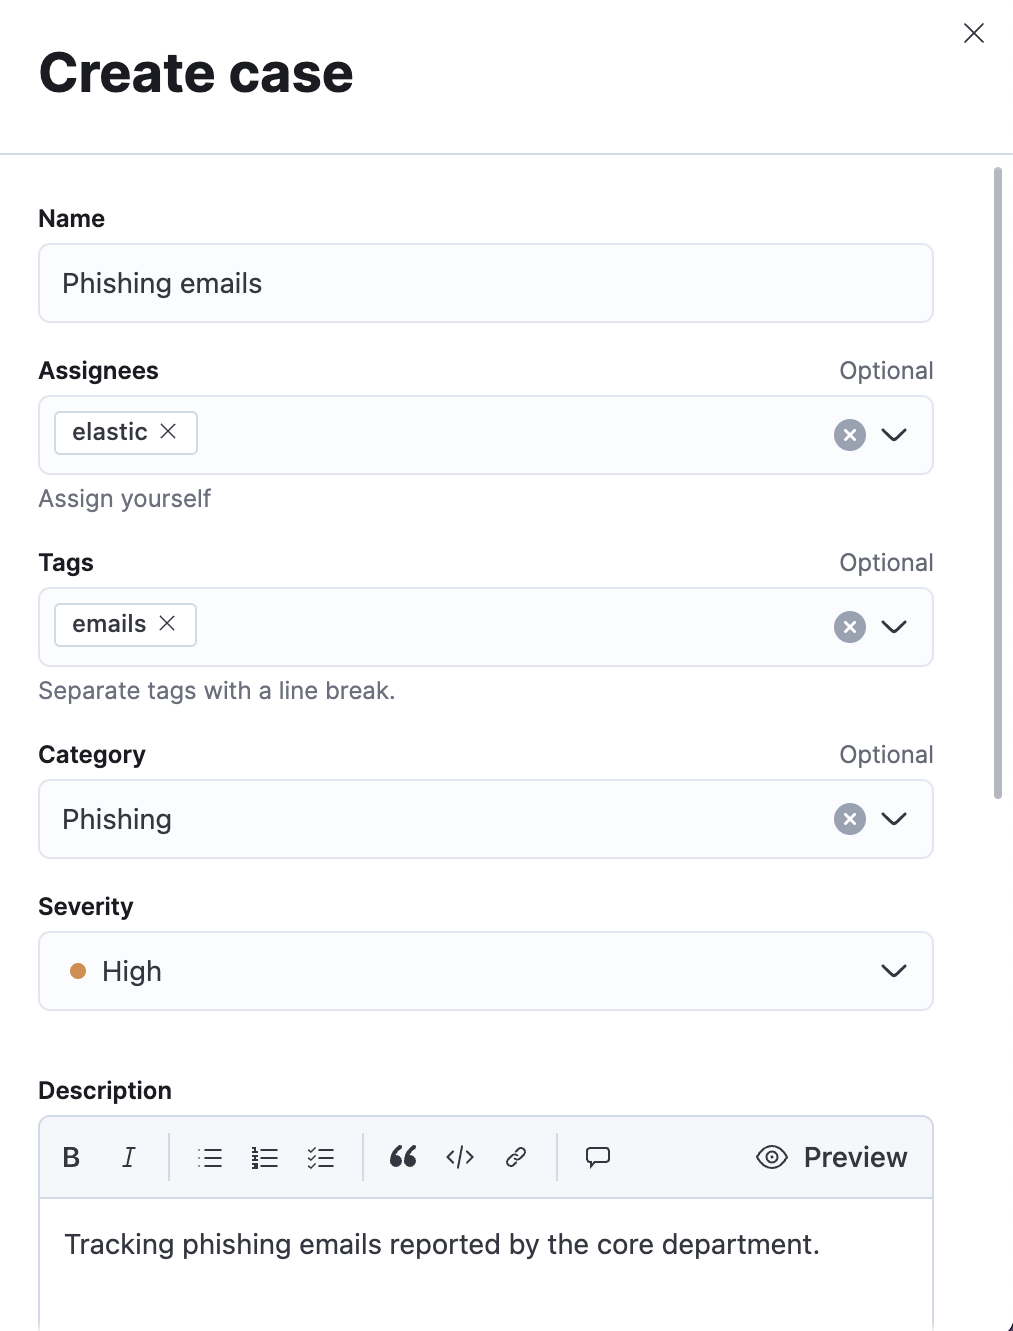 Create case
Name
Phishing emails
Assignees Optional
elastic
Assign yourself
Tags Optional
emails
Separate tags with a line break.
Category Optional
Phishing
Severity
High
Description
B I Preview
Tracking phishing emails reported by the core department.